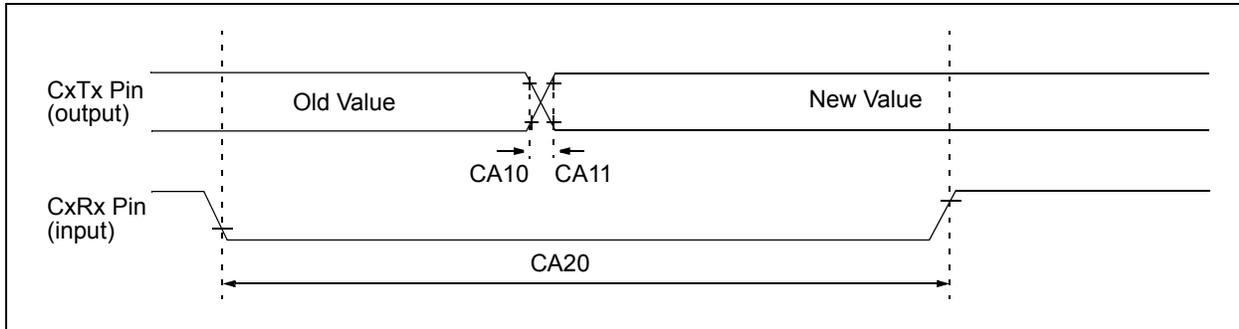 CxTx Pin
(output)
Old Value
New Value
CA10 CA11
CxRx Pin
(input)
CA20